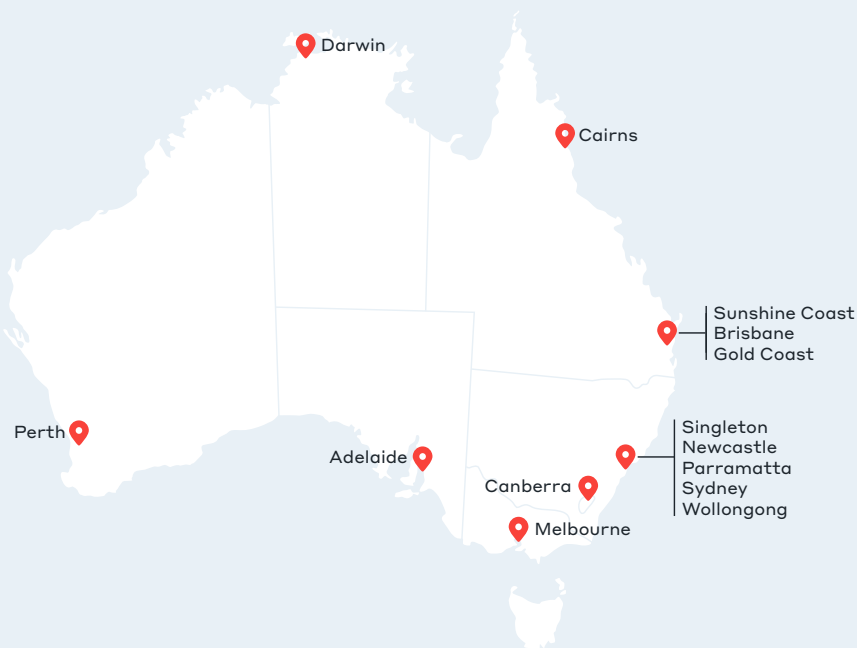 Darwin
Cairns
Sunshine Coast
Brisbane
Gold Coast
Perth
Adelaide
Singleton
Newcastle
Parramatta
Sydney
Wollongong
Canberra
Melbourne